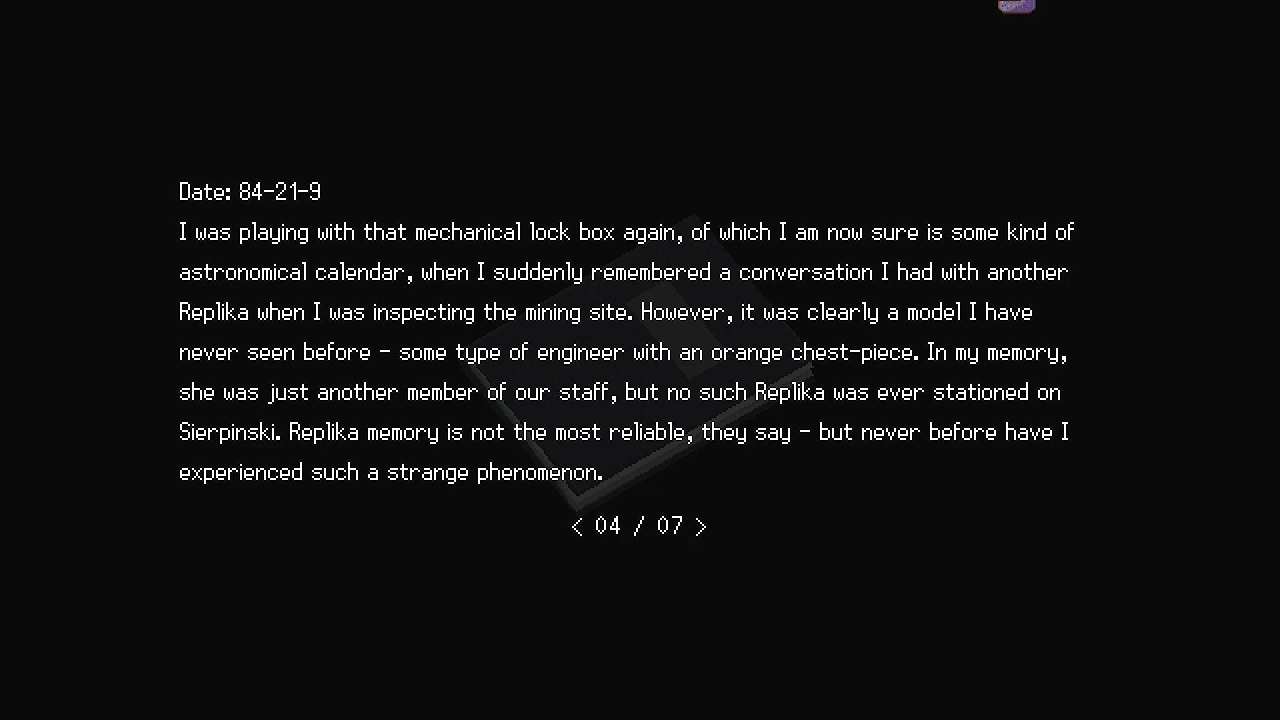 Date: 84-21-9
I was playing with that mechanical lock box again, of which I am now sure is some kind of
astronomical calendar, when I suddenly remembered a conversation I had with another
Replika when I was inspecting the mining site. However, it was clearly a model I have
never seen before - some type of engineer with an orange chest-piece. In my memory,
she was just another member of our staff, but no such Replika was ever stationed on
Sierpinski. Replika memory is not the most reliable, they say - but never before have I
experienced such a strange phenomenon.
< 04 / 07 >